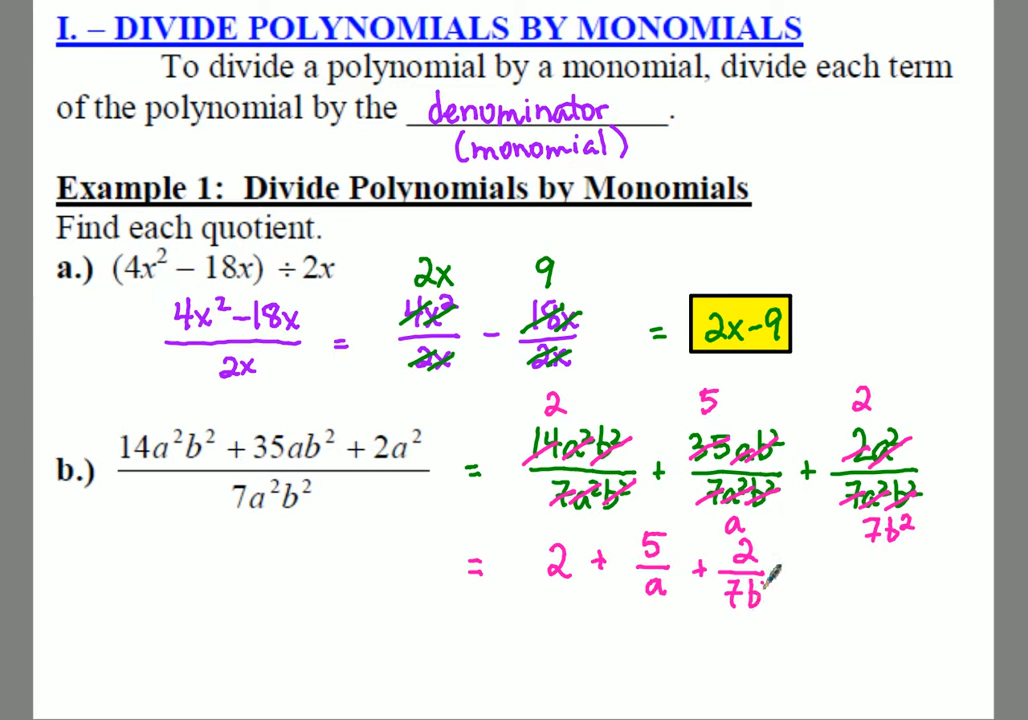 I. – DIVIDE POLYNOMIALS BY MONOMIALS
To divide a polynomial by a monomial, divide each term
of the polynomial by the denominator.
(monomial)
Example 1: Divide Polynomials by Monomials
Find each quotient.
a.) (4x² – 18x) ÷ 2x
2x 9
(4x² – 18x)/(2x) = 4x²/2x – 18x/2x = 2x – 9
2 5 2
b.) (14a²b² + 35ab² + 2a²)/(7a²b²) = 14a²b²/7a²b² + 35ab²/7a²b² + 2a²/7a²b²
a 7b²
= 2 + 5/a + 2/7b